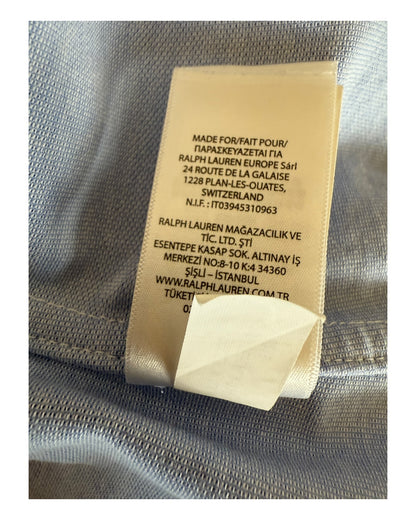 MADE FOR/FAIT POUR/
ΠΑΡΑΣΚΕΥΑΖΕΤΑΙ ΓΙΑ
RALPH LAUREN EUROPE Sárl
24 ROUTE DE LA GALAISE
1228 PLAN-LES-OUATES,
SWITZERLAND
N.I.F. : IT03945310963
RALPH LAUREN MAĞAZACILIK VE
TİC. LTD. ŞTİ
ESENTEPE KASAP SOK. ALTINAY İŞ
MERKEZİ NO:8-10 K:4 34360
ŞİŞLİ – İSTANBUL
WWW.RALPHLAUREN.COM.TR